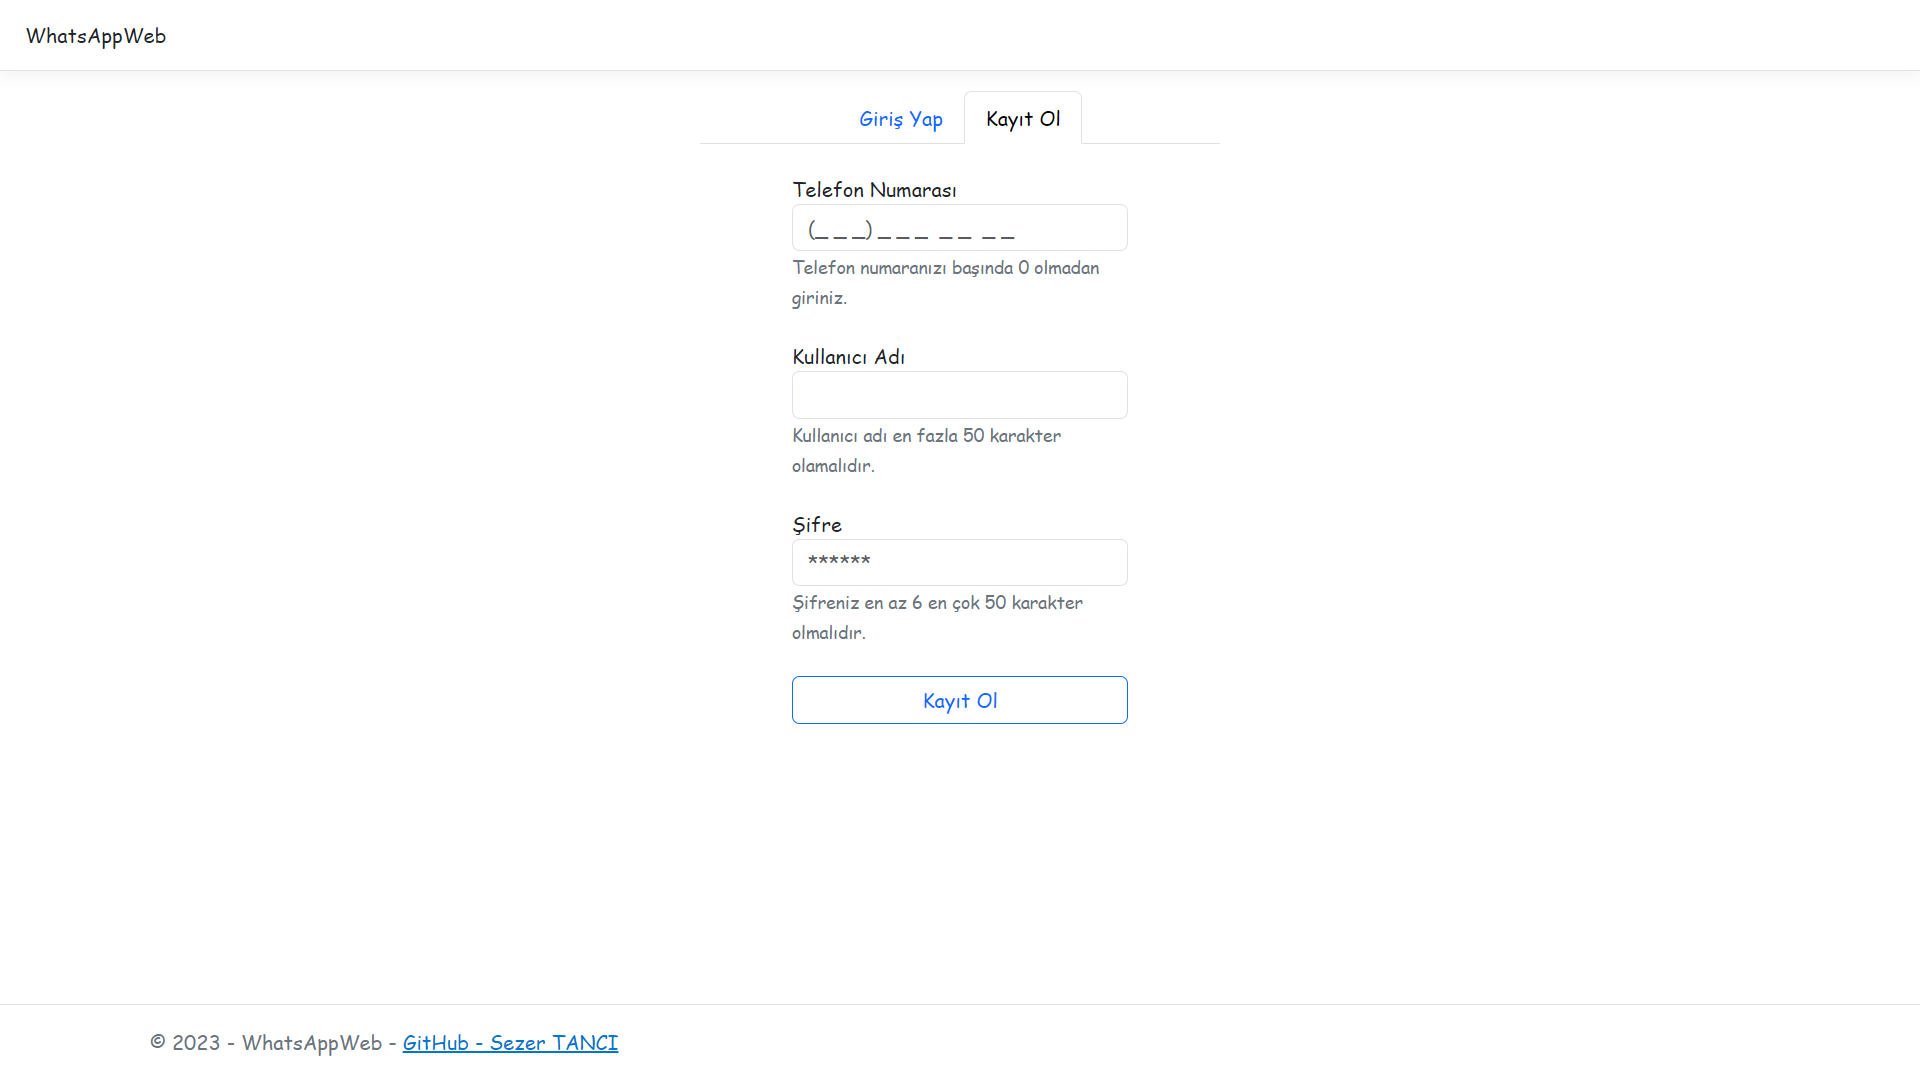 WhatsAppWeb
Giriş Yap
Kayıt Ol
Telefon Numarası
(_ _ _) _ _ _  _ _  _ _
Telefon numaranızı başında 0 olmadan
giriniz.
Kullanıcı Adı
Kullanıcı adı en fazla 50 karakter
olamalıdır.
Şifre
******
Şifreniz en az 6 en çok 50 karakter
olmalıdır.
Kayıt Ol
© 2023 - WhatsAppWeb - GitHub - Sezer TANCI